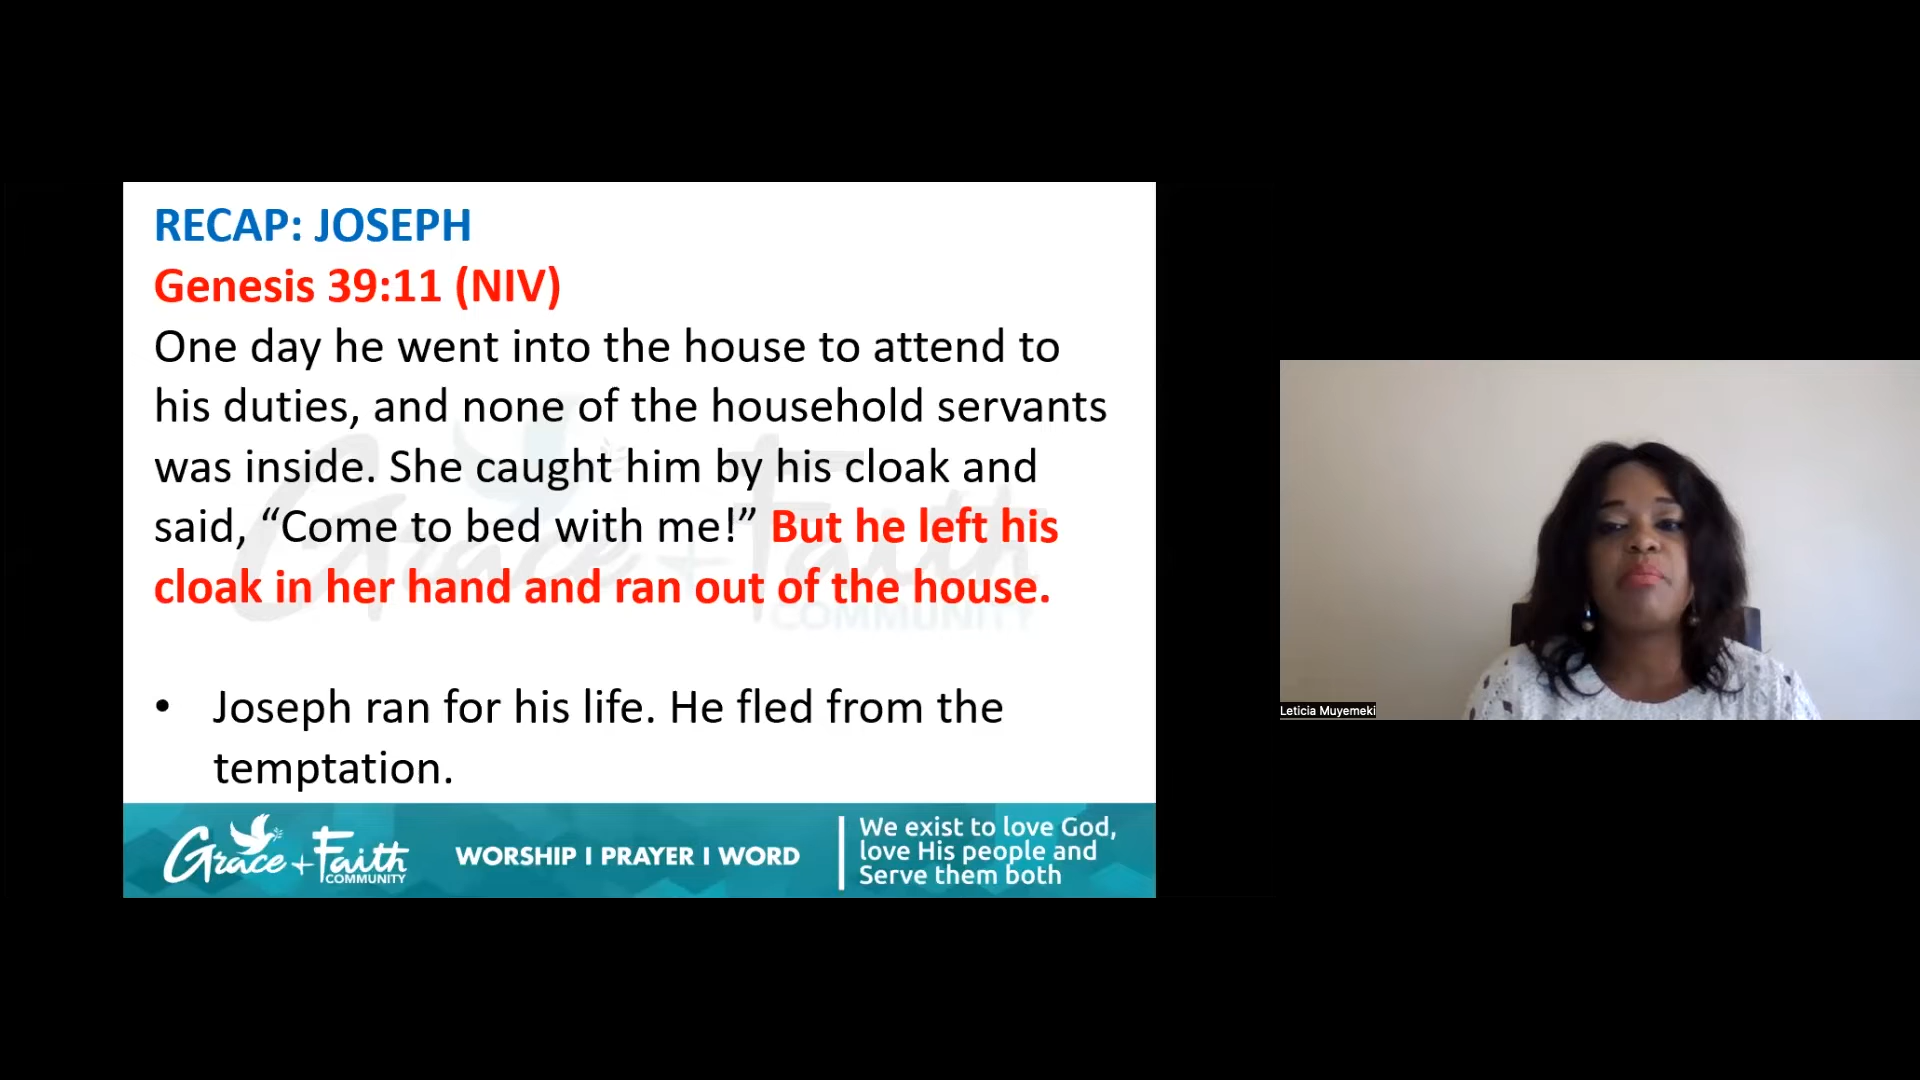 RECAP: JOSEPH
Genesis 39:11 (NIV)
One day he went into the house to attend to
his duties, and none of the household servants
was inside. She caught him by his cloak and
said, “Come to bed with me!” But he left his
cloak in her hand and ran out of the house.
Grace + Faith
COMMUNITY
• Joseph ran for his life. He fled from the
temptation.
Grace + Faith
COMMUNITY
WORSHIP I PRAYER I WORD
We exist to love God,
love His people and
Serve them both
Leticia Muyemeki